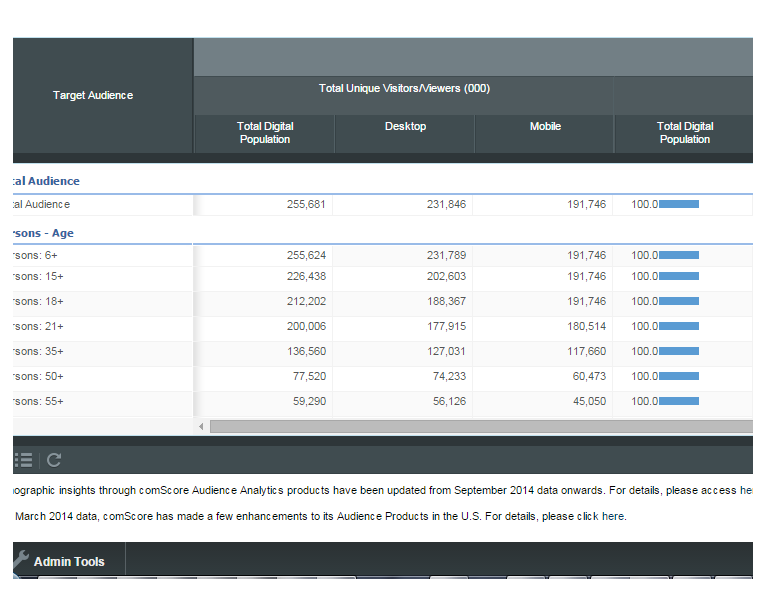 Target Audience
Total Unique Visitors/Viewers (000)
Total Digital Population Desktop Mobile Total Digital Population
tal Audience
tal Audience 255,681 231,846 191,746 100.0
rsons - Age
rsons: 6+ 255,624 231,789 191,746 100.0
rsons: 15+ 226,438 202,603 191,746 100.0
rsons: 18+ 212,202 188,367 191,746 100.0
rsons: 21+ 200,006 177,915 180,514 100.0
rsons: 35+ 136,560 127,031 117,660 100.0
rsons: 50+ 77,520 74,233 60,473 100.0
rsons: 55+ 59,290 56,126 45,050 100.0
ographic insights through comScore Audience Analytics products have been updated from September 2014 data onwards. For details, please access he
March 2014 data, comScore has made a few enhancements to its Audience Products in the U.S. For details, please click here.
Admin Tools